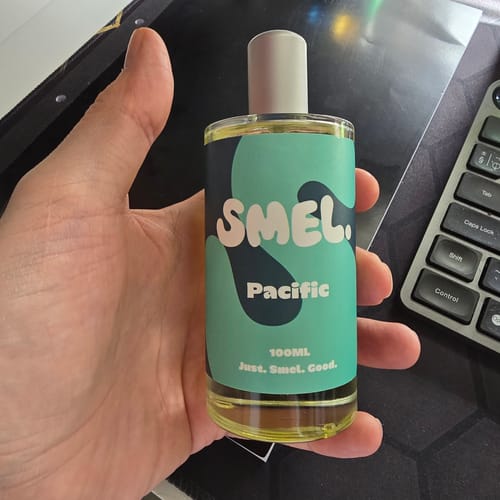 SMEL.
Pacific
100ML
Just. Smel. Good.
Tab
Caps Lock
Shift
Control